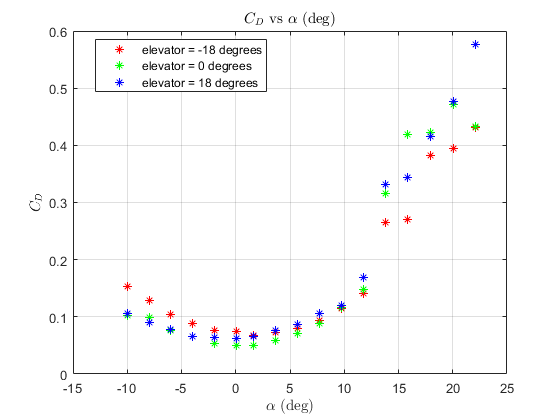 C_D vs α (deg)
elevator = -18 degrees
elevator = 0 degrees
elevator = 18 degrees
0.6
0.5
0.4
0.3
0.2
0.1
0
C_D
-15 -10 -5 0 5 10 15 20 25
α (deg)